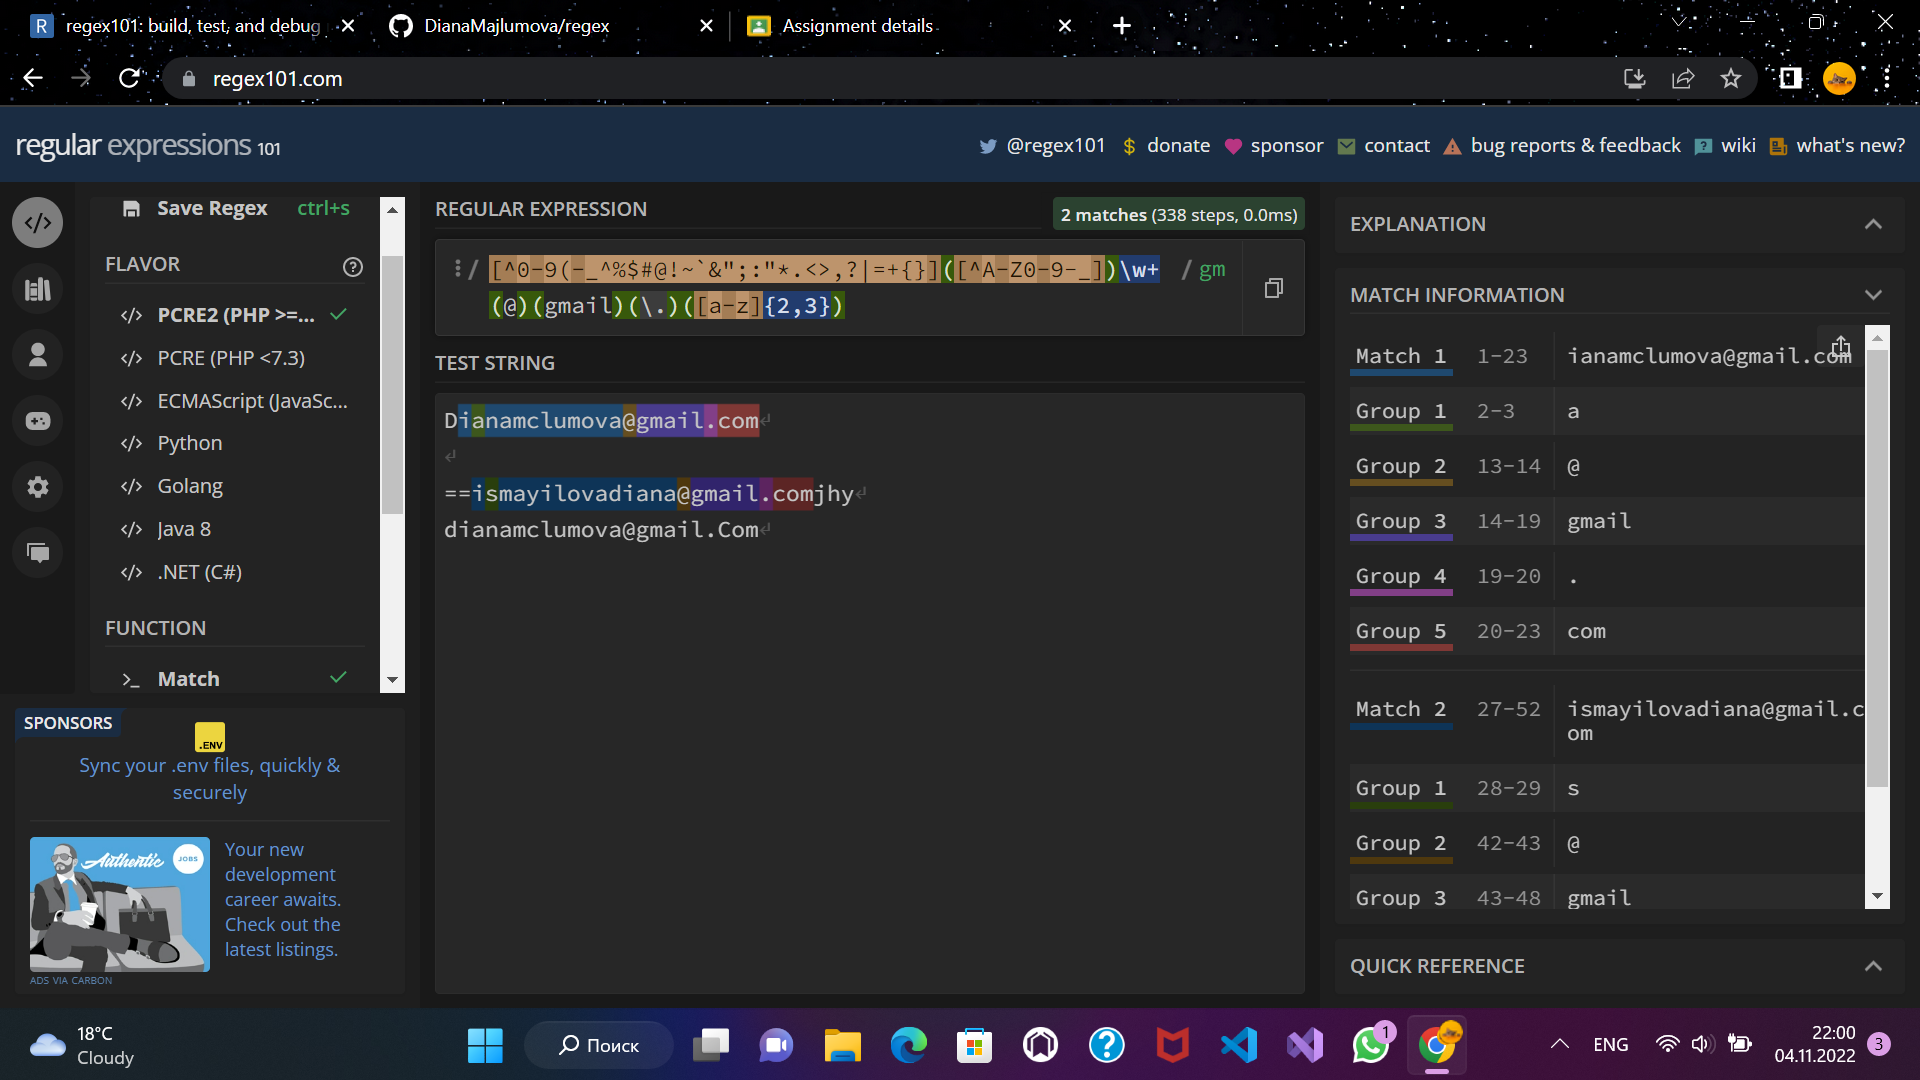 R regex101: build, test, and debug
DianaMajlumova/regex
Assignment details
regex101.com
regular expressions 101
@regex101
$ donate
sponsor
contact
bug reports & feedback
wiki
what's new?
Save Regex ctrl+s
FLAVOR
</> PCRE2 (PHP >=...
</> PCRE (PHP <7.3)
</> ECMAScript (JavaSc...
</> Python
</> Golang
</> Java 8
</> .NET (C#)
FUNCTION
>_ Match
SPONSORS
.ENV
Sync your .env files, quickly &
securely
Authentic JOBS
Your new
development
career awaits.
Check out the
latest listings.
ADS VIA CARBON
REGULAR EXPRESSION
2 matches (338 steps, 0.0ms)
/ [^0-9(-_^%$#@!~`&";:"*.<>,?|=+{}]([^A-Z0-9-_])\w+ / gm
(@)(gmail)(\.)([a-z]{2,3})
TEST STRING
Dianamclumova@gmail.com
==ismayilovadiana@gmail.comjhy
dianamclumova@gmail.Com
EXPLANATION
MATCH INFORMATION
Match 1 1-23 ianamclumova@gmail.com
Group 1 2-3 a
Group 2 13-14 @
Group 3 14-19 gmail
Group 4 19-20 .
Group 5 20-23 com
Match 2 27-52 ismayilovadiana@gmail.c
om
Group 1 28-29 s
Group 2 42-43 @
Group 3 43-48 gmail
QUICK REFERENCE
18°C
Cloudy
Поиск
1
ENG
22:00
04.11.2022
3